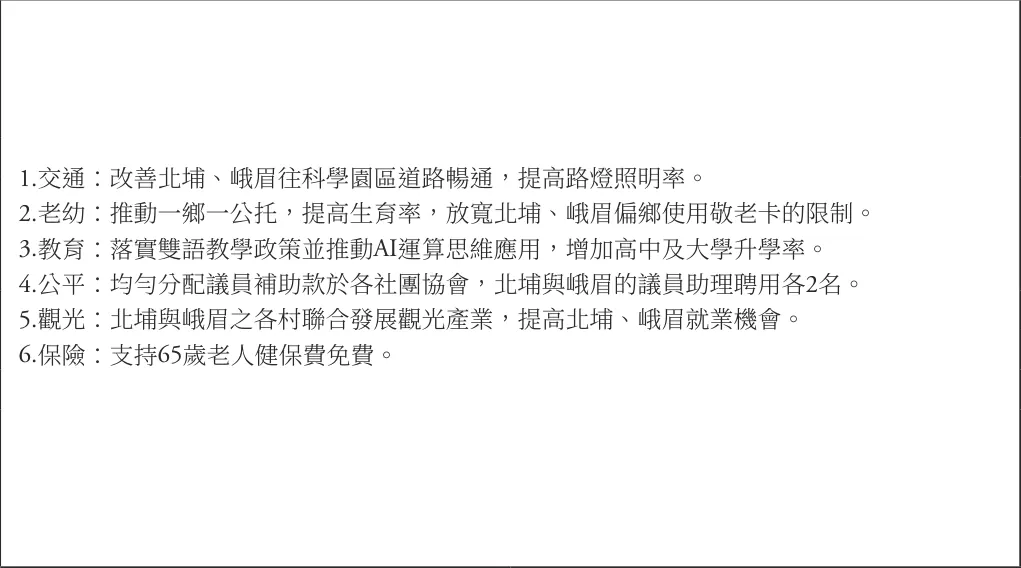 1.交通：改善北埔、峨眉往科學園區道路暢通，提高路燈照明率。
2.老幼：推動一鄉一公托，提高生育率，放寬北埔、峨眉偏鄉使用敬老卡的限制。
3.教育：落實雙語教學政策並推動AI運算思維應用，增加高中及大學升學率。
4.公平：均勻分配議員補助款於各社團協會，北埔與峨眉的議員助理聘用各2名。
5.觀光：北埔與峨眉之各村聯合發展觀光產業，提高北埔、峨眉就業機會。
6.保險：支持65歲老人健保費免費。